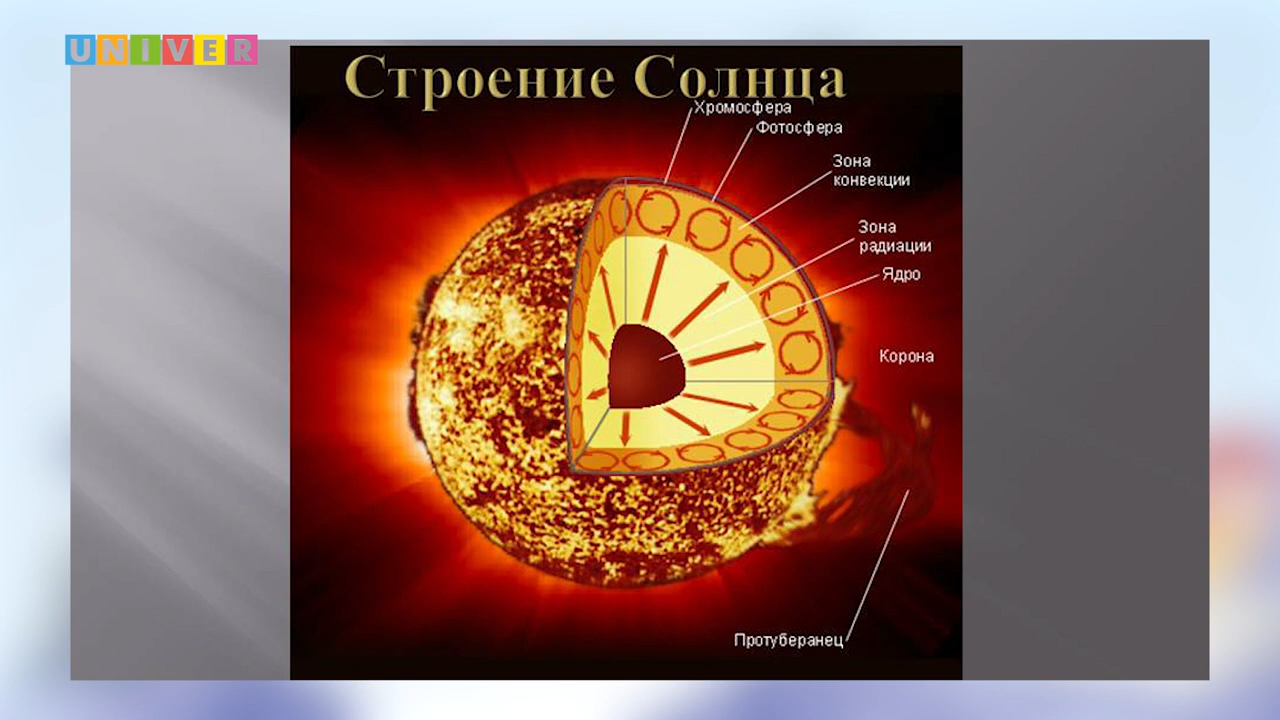 UNIVER
Строение Солнца
Хромосфера
Фотосфера
Зона
конвекции
Зона
радиации
Ядро
Корона
Протуберанец